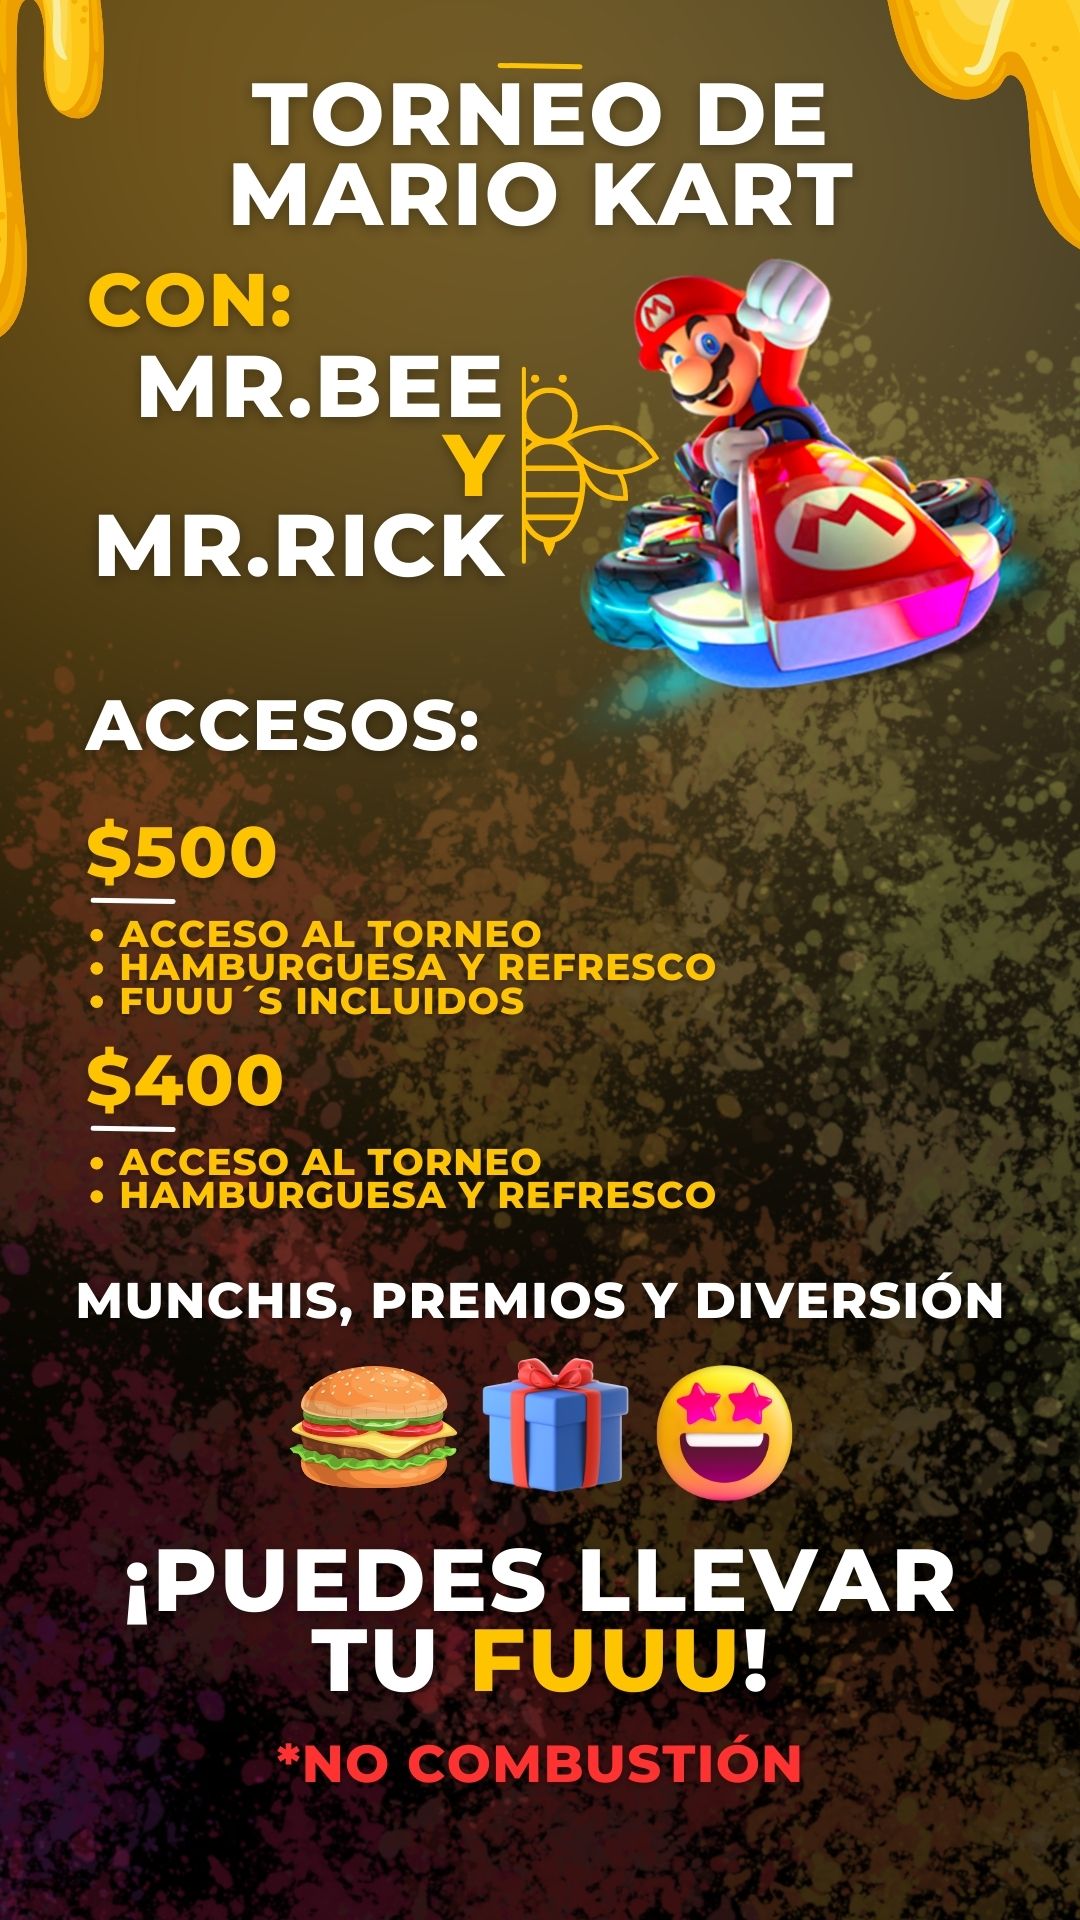 TORNEO DE
MARIO KART
CON:
MR.BEE
Y
MR.RICK
M
M
ACCESOS:
$500
• ACCESO AL TORNEO
• HAMBURGUESA Y REFRESCO
• FUUU´S INCLUIDOS
$400
• ACCESO AL TORNEO
• HAMBURGUESA Y REFRESCO
MUNCHIS, PREMIOS Y DIVERSIÓN
¡PUEDES LLEVAR
TU FUUU!
*NO COMBUSTIÓN